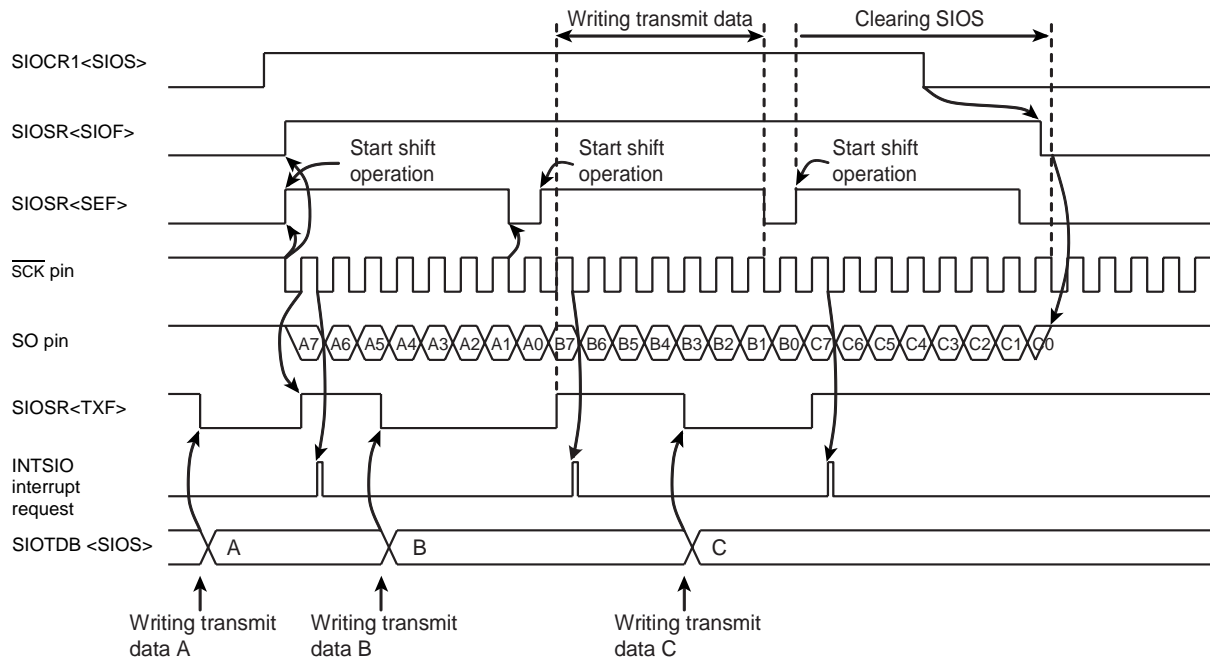 Writing transmit data
Clearing SIOS
SIOCR1<SIOS>
SIOSR<SIOF>
Start shift
operation
Start shift
operation
Start shift
operation
SIOSR<SEF>
SCK pin
SO pin
A7 A6 A5 A4 A3 A2 A1 A0 B7 B6 B5 B4 B3 B2 B1 B0 C7 C6 C5 C4 C3 C2 C1 C0
SIOSR<TXF>
INTSIO
interrupt
request
SIOTDB <SIOS>
A
B
C
Writing transmit
data A
Writing transmit
data B
Writing transmit
data C